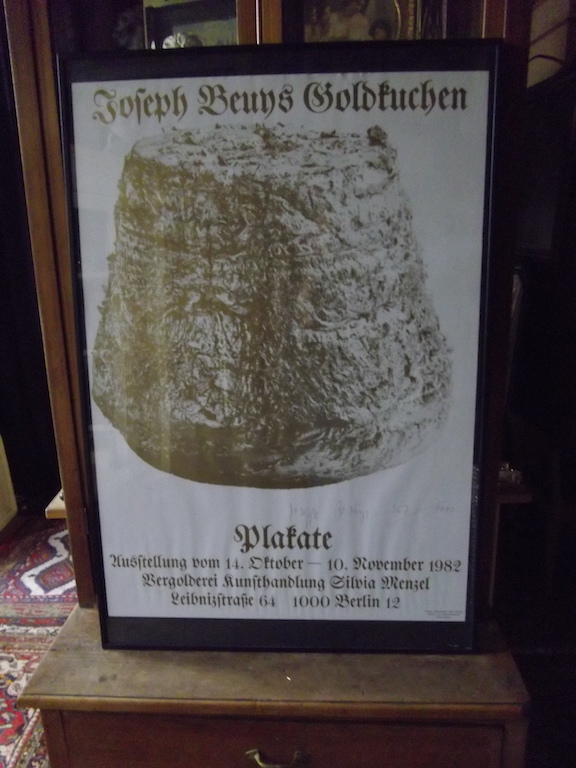 Joseph Beuys Goldkuchen
Plakate
Ausstellung vom 14. Oktober — 10. November 1982
Vergolderei Kunsthandlung Silvia Menzel
Leibnizstraße 64 1000 Berlin 12